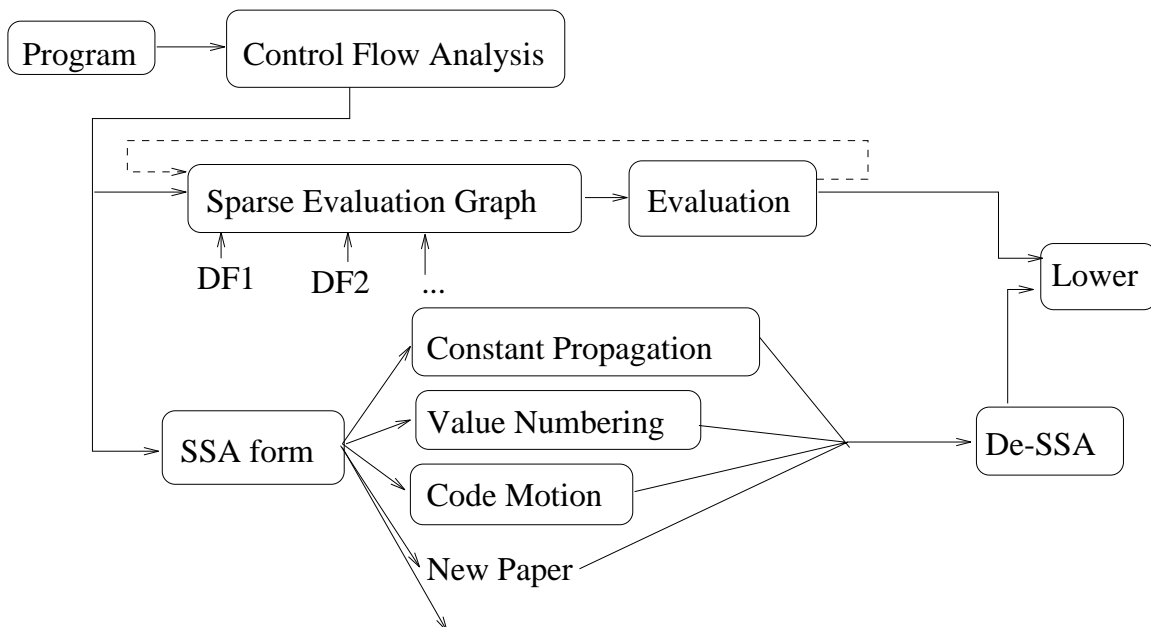 Program
Control Flow Analysis
Sparse Evaluation Graph
Evaluation
DF1
DF2
...
Lower
Constant Propagation
Value Numbering
SSA form
De-SSA
Code Motion
New Paper